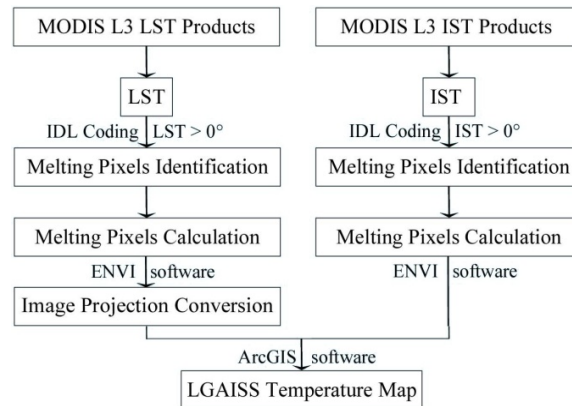 MODIS L3 LST Products
MODIS L3 IST Products
LST
IST
IDL Coding LST > 0°
IDL Coding IST > 0°
Melting Pixels Identification
Melting Pixels Identification
Melting Pixels Calculation
Melting Pixels Calculation
ENVI software
ENVI software
Image Projection Conversion
ArcGIS software
LGAISS Temperature Map